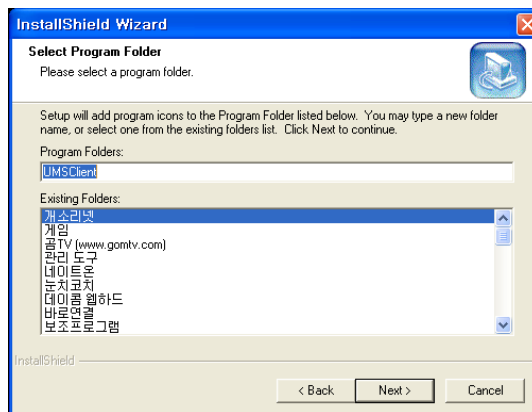 InstallShield Wizard
Select Program Folder
Please select a program folder.
Setup will add program icons to the Program Folder listed below.  You may type a new folder
name, or select one from the existing folders list.  Click Next to continue.
Program Folders:
UMSClient
Existing Folders:
개소리넷
게임
곰TV (www.gomtv.com)
관리 도구
네이트온
눈치코치
데이콤 웹하드
바로연결
보조프로그램
InstallShield
< Back
Next >
Cancel